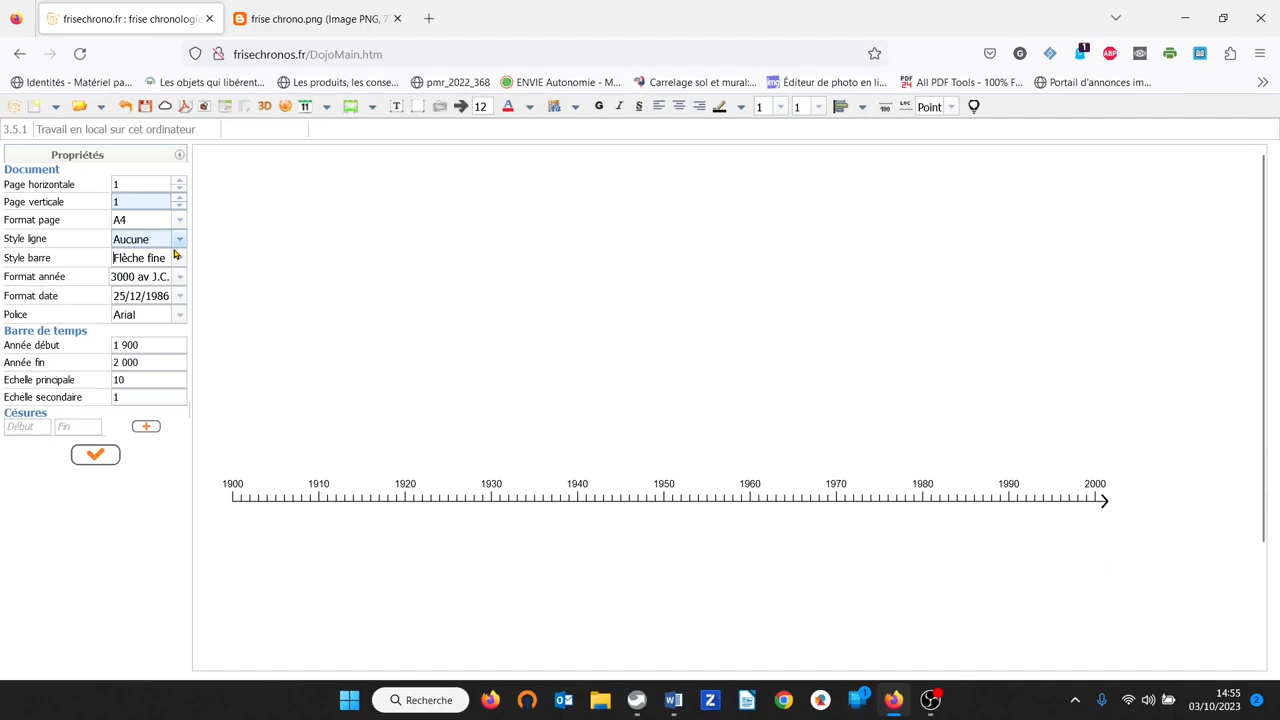 frisechrono.fr : frise chronologic
frise chrono.png (Image PNG, 7
frisechronos.fr/DojoMain.htm
1
Identités - Matériel pa...
Les objets qui libèrent...
Les produits, les conse...
pmr_2022_368
ENVIE Autonomie - M...
Carrelage sol et mural:...
Éditeur de photo en li...
All PDF Tools - 100% F...
Portail d'annonces im...
3D
11
T
12
A
G
I
S
1
1
Point
3.5.1
Travail en local sur cet ordinateur
Propriétés
Document
Page horizontale 1
Page verticale 1
Format page A4
Style ligne Aucune
Style barre Flèche fine
Format année 3000 av J.C.
Format date 25/12/1986
Police Arial
Barre de temps
Année début 1 900
Année fin 2 000
Echelle principale 10
Echelle secondaire 1
Césures
Début Fin
1900 1910 1920 1930 1940 1950 1960 1970 1980 1990 2000
Recherche
14:55
03/10/2023
2